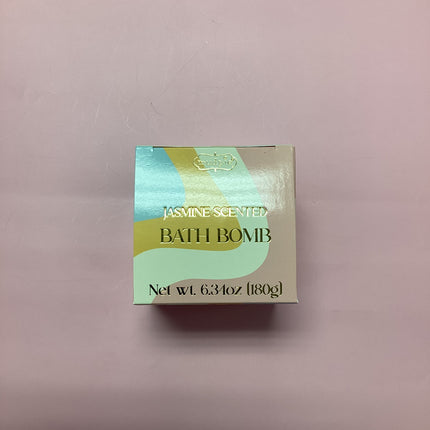 JASMINE SCENTED
BATH BOMB
Net wt. 6.34oz (180g)